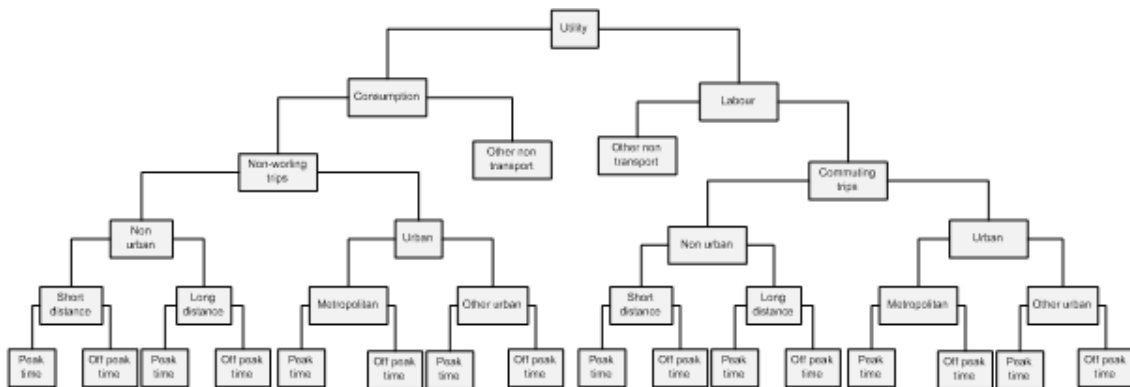 Utility
Consumption
Labour
Other non
transport
Other non
transport
Non-worling
trips
Commuting
trips
Non
urban
Urban
Non urban
Urban
Short
distance
Long
distance
Metropolitan
Other urban
Short
distance
Long
distance
Metropolitan
Other urban
Peak
time
Off peak
time
Peak
time
Off peak
time
Peak
time
Off peak
time
Peak
time
Off peak
time
Peak
time
Off peak
time
Peak
time
Off peak
time
Peak
time
Off peak
time
Peak
time
Off peak
time